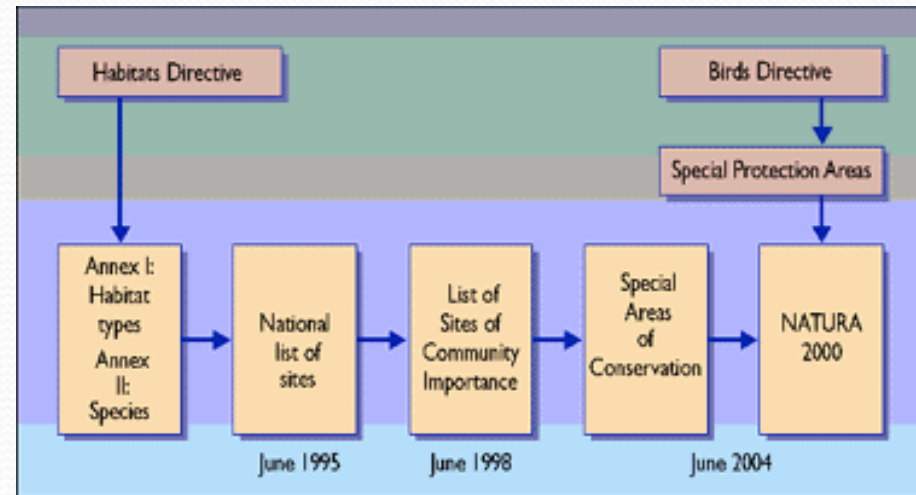 Habitats Directive
Birds Directive
Special Protection Areas
Annex I:
Habitat
types
Annex
II:
Species
National
list of
sites
List of
Sites of
Community
Importance
Special
Areas
of
Conservation
NATURA
2000
June 1995
June 1998
June 2004